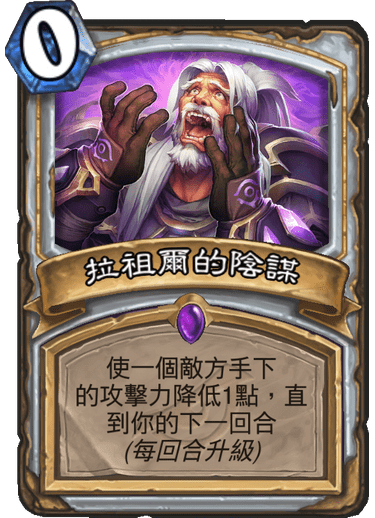 0
拉祖爾的陰謀
使一個敵方手下
的攻擊力降低1點，直
到你的下一回合
(每回合升級)